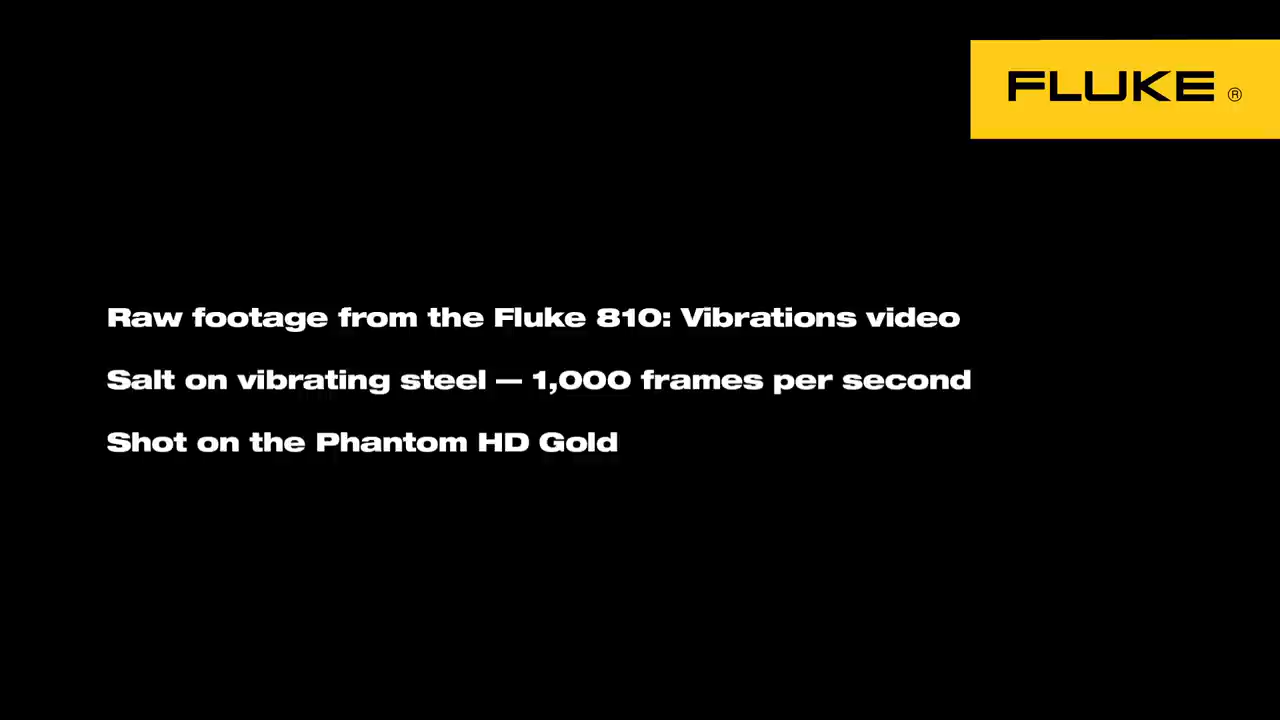 FLUKE ®
Raw footage from the Fluke 810: Vibrations video
Salt on vibrating steel — 1,000 frames per second
Shot on the Phantom HD Gold